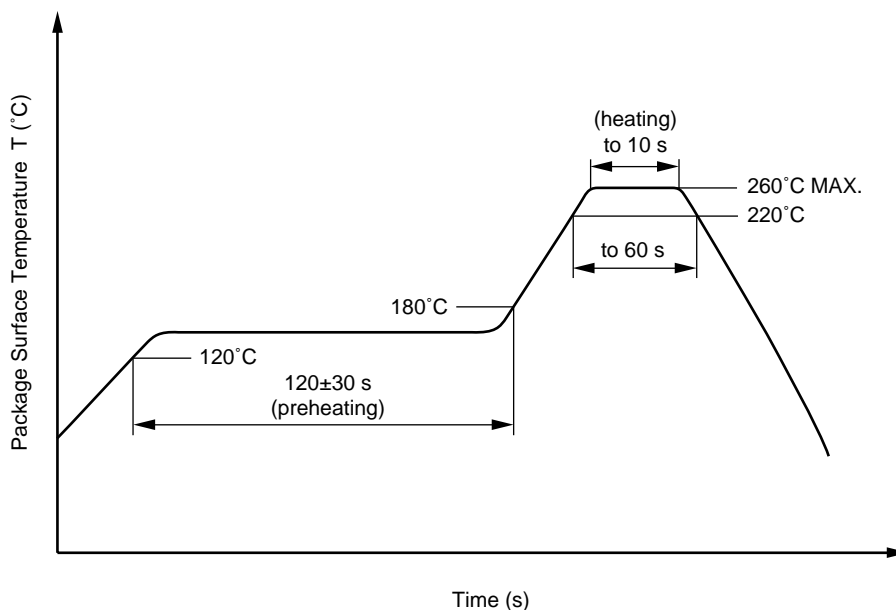 Package Surface Temperature T (˚C)
(heating)
to 10 s
260˚C MAX.
220˚C
to 60 s
180˚C
120˚C
120±30 s
(preheating)
Time (s)